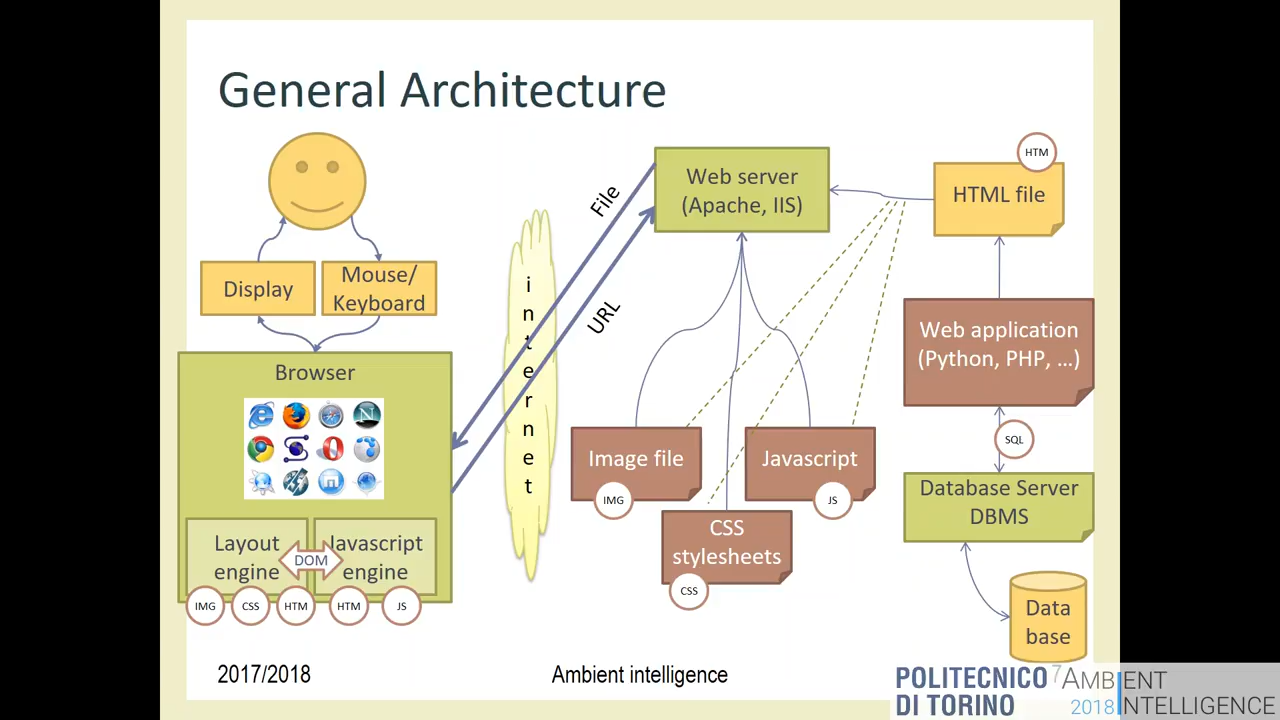 General Architecture
HTM
HTML file
Web server
(Apache, IIS)
File
URL
Display
Mouse/
Keyboard
i
n
t
e
r
n
e
t
Web application
(Python, PHP, ...)
Browser
SQL
Image file
IMG
Javascript
JS
CSS
stylesheets
CSS
Database Server
DBMS
Data
base
Layout
engine
DOM
Javascript
engine
IMG
CSS
HTM
HTM
JS
2017/2018
Ambient intelligence
7
POLITECNICO
DI TORINO
AMBIENT
2018 INTELLIGENCE